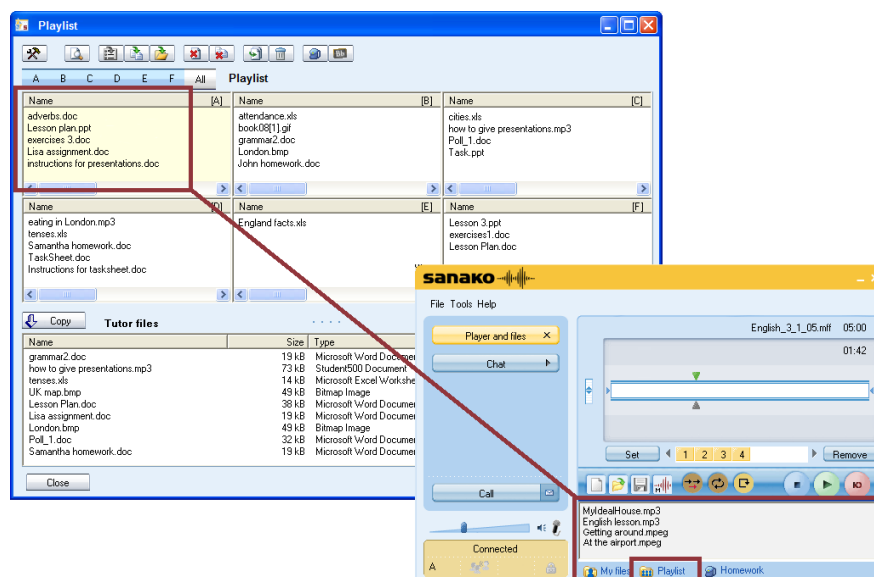 Playlist
A B C D E F All Playlist
Name [A]
adverbs.doc
Lesson plan.ppt
exercises 3.doc
Lisa assignment.doc
instructions for presentations.doc
Name [B]
attendance.xls
book08[1].gif
grammar2.doc
London.bmp
John homework.doc
Name [C]
cities.xls
how to give presentations.mp3
Poll_1.doc
Task.ppt
Name [D]
eating in London.mp3
tenses.xls
Samantha homework.doc
TaskSheet.doc
Instructions for tasksheet.doc
Name [E]
England facts.xls
Name [F]
Lesson 3.ppt
exercises1.doc
Lesson Plan.doc
Copy Tutor files
Name Size Type
grammar2.doc 19 kB Microsoft Word Documen
how to give presentations.mp3 73 kB Student500 Document
tenses.xls 14 kB Microsoft Excel Workshe
UK map.bmp 49 kB Bitmap Image
Lesson Plan.doc 38 kB Microsoft Word Documen
Lisa assignment.doc 19 kB Microsoft Word Documen
London.bmp 49 kB Bitmap Image
Poll_1.doc 32 kB Microsoft Word Documen
Samantha homework.doc 19 kB Microsoft Word Documen
Close
sanako
File Tools Help
Player and files
Chat
Call
Connected
A
English_3_1_05.mff 05:00
01:42
Set 1 2 3 4 Remove
MyIdealHouse.mp3
English lesson.mp3
Getting around.mpeg
At the airport.mpeg
My files Playlist Homework